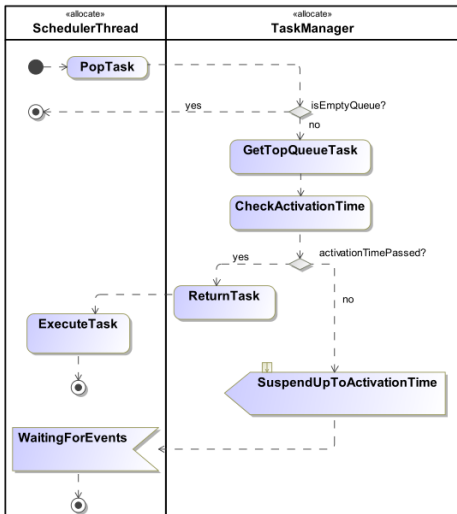 «allocate»
SchedulerThread
«allocate»
TaskManager
PopTask
isEmptyQueue?
yes
no
GetTopQueueTask
CheckActivationTime
activationTimePassed?
yes
ReturnTask
no
ExecuteTask
SuspendUpToActivationTime
WaitingForEvents